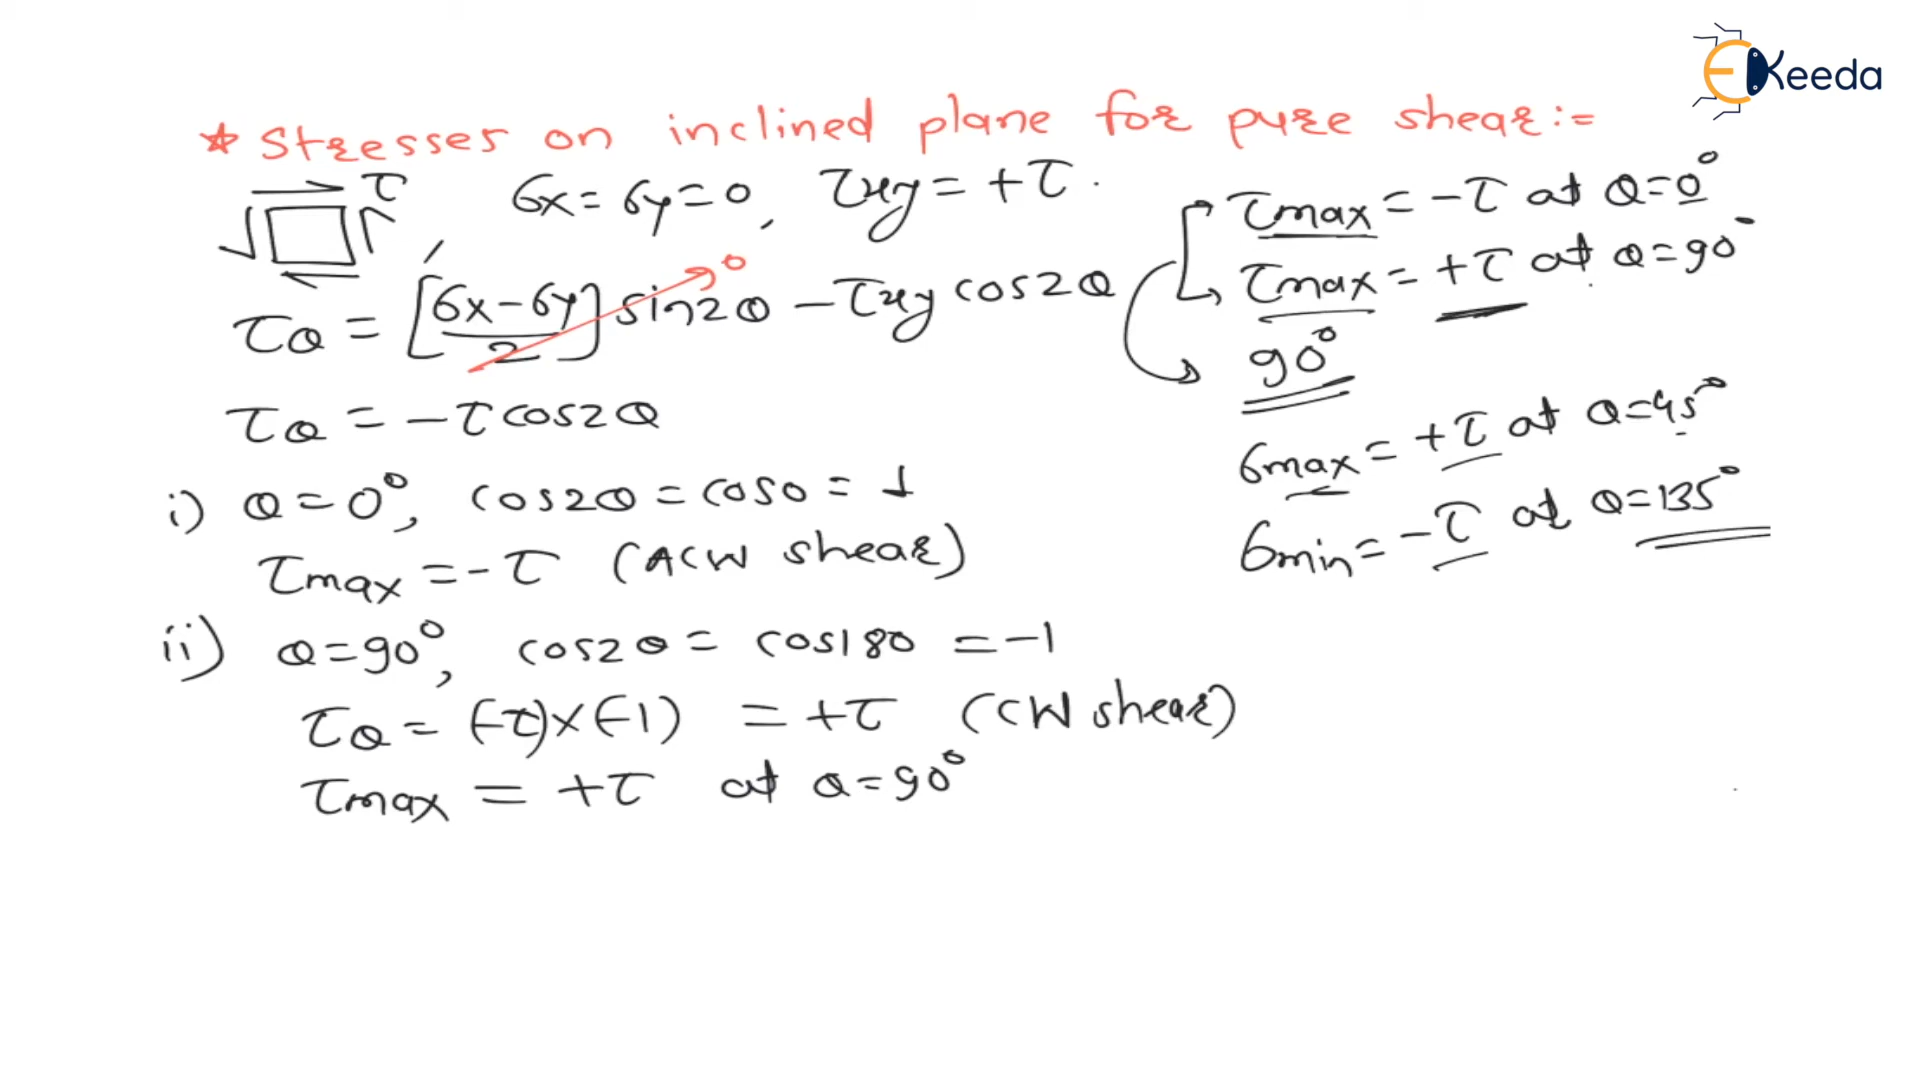 EKeeda
* Stresses on inclined plane for pure shear:=
τ
σx = σy = 0, τxy = +τ.
τθ = [σx - σy / 2] sin2θ - τxy cos2θ
0
τθ = -τ cos2θ
i) θ = 0°, cos2θ = cos0 = 1
τmax = -τ (ACW shear)
ii) θ = 90°, cos2θ = cos180 = -1
τθ = (-τ) × (-1) = +τ (CW shear)
τmax = +τ at θ = 90°
τmax = -τ at θ = 0°
τmax = +τ at θ = 90°
90°
σmax = +τ at θ = 45°
σmin = -τ at θ = 135°